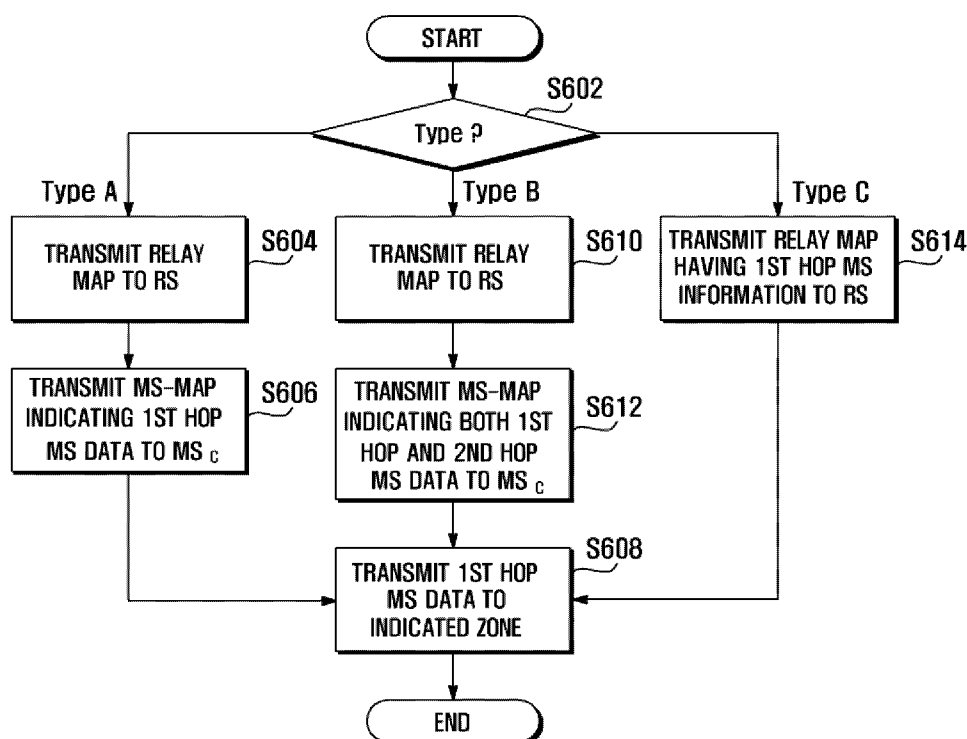 START
S602
Type ?
Type A
Type B
Type C
TRANSMIT RELAY
MAP TO RS
S604
TRANSMIT RELAY
MAP TO RS
S610
TRANSMIT RELAY MAP
HAVING 1ST HOP MS
INFORMATION TO RS
S614
TRANSMIT MS-MAP
INDICATING 1ST HOP
MS DATA TO MS C
S606
TRANSMIT MS-MAP
INDICATING BOTH 1ST
HOP AND 2ND HOP
MS DATA TO MS C
S612
TRANSMIT 1ST HOP
MS DATA TO
INDICATED ZONE
S608
END